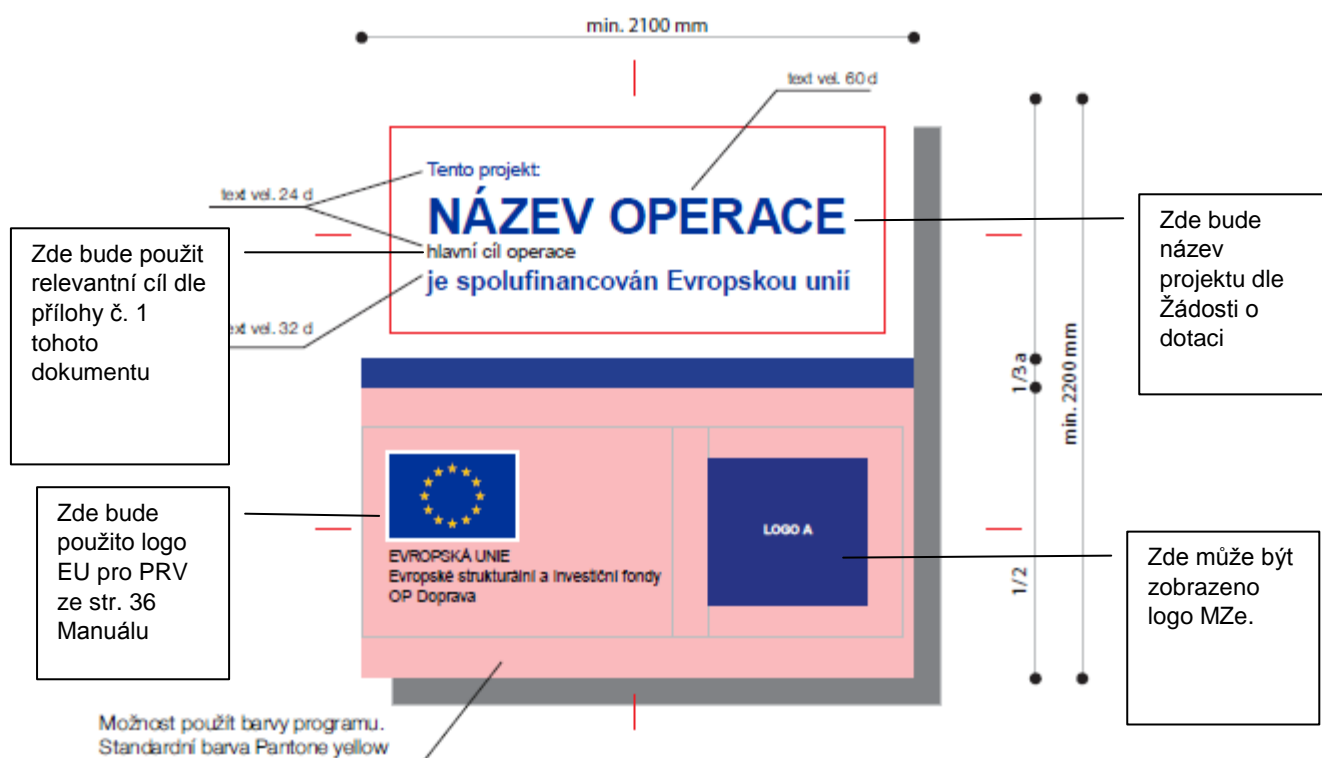 min. 2100 mm
text vel. 60 d
Tento projekt:
text vel. 24 d
NÁZEV OPERACE
hlavní cíl operace
je spolufinancován Evropskou unií
Zde bude použit
relevantní cíl dle
přílohy č. 1
tohoto
dokumentu
ext vel. 32 d
Zde bude
název
projektu dle
Žádosti o
dotaci
1/3 a
min. 2200 mm
Zde bude
použito logo
EU pro PRV
ze str. 36
Manuálu
EVROPSKÁ UNIE
Evropské strukturální a investiční fondy
OP Doprava
LOGO A
1/2
Zde může být
zobrazeno
logo MZe.
Možnost použít barvy programu.
Standardní barva Pantone yellow